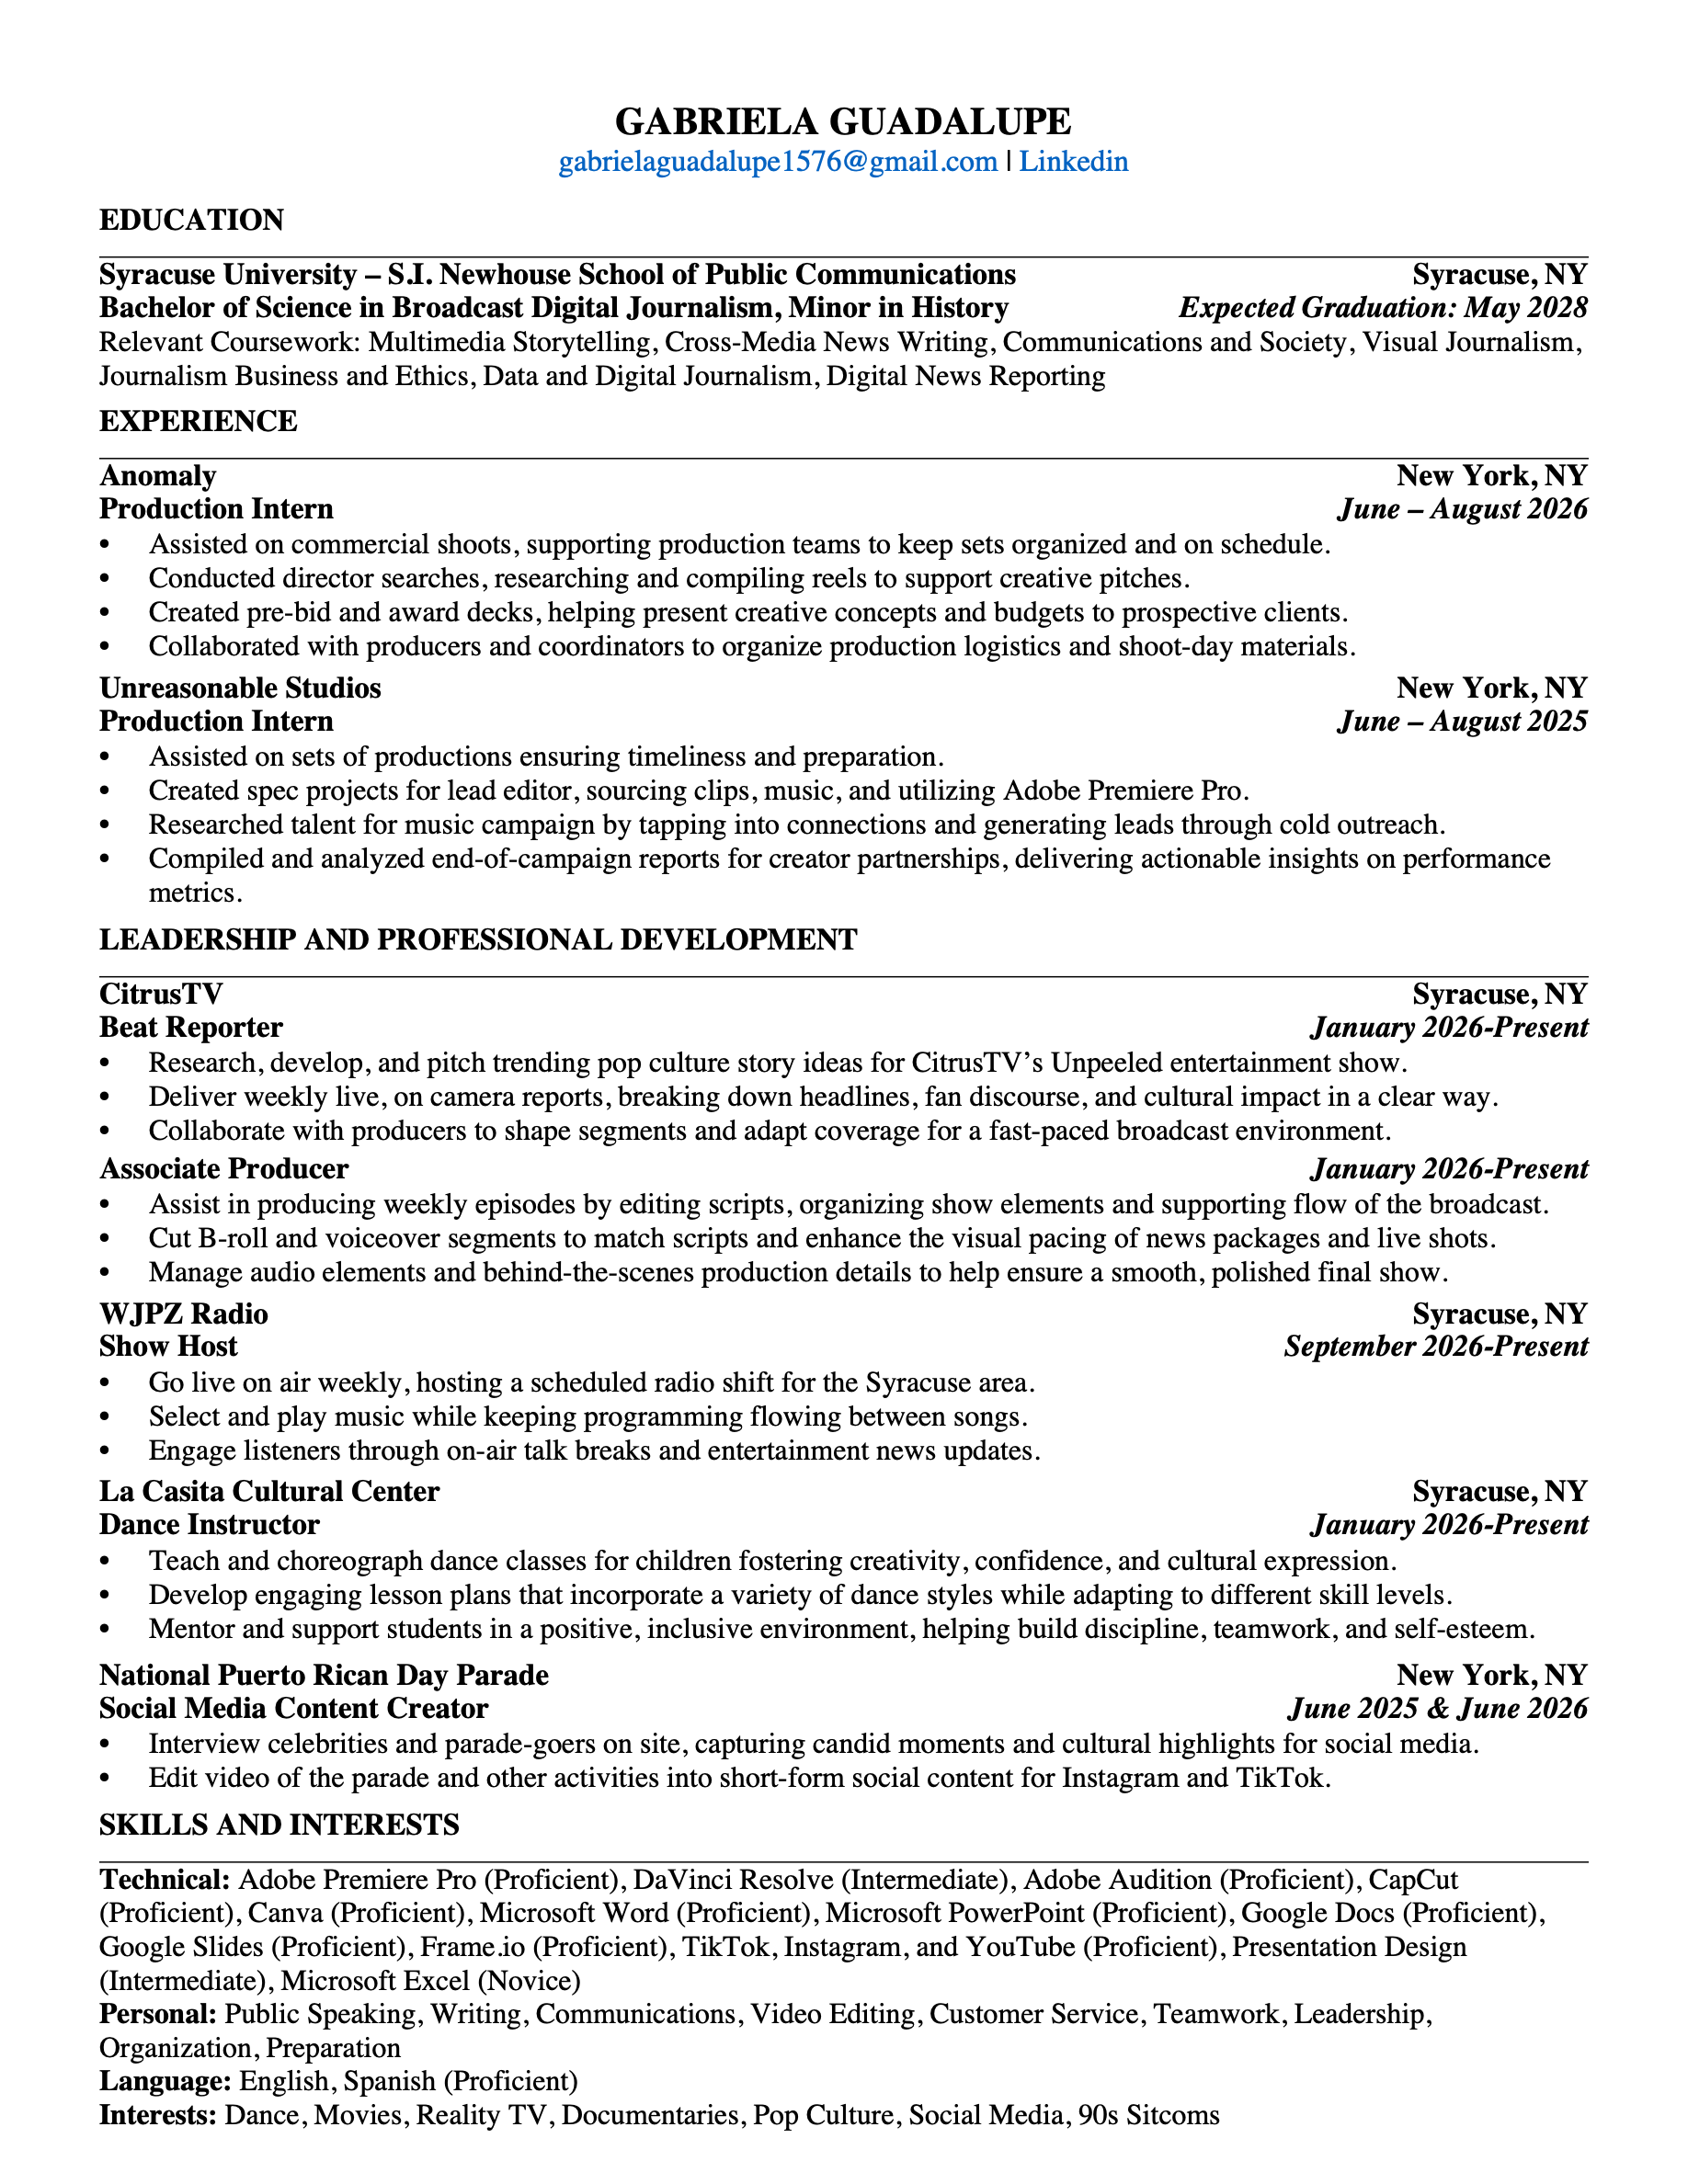 GABRIELA GUADALUPE
gabrielaguadalupe1576@gmail.com | Linkedin
EDUCATION
Syracuse University – S.I. Newhouse School of Public Communications Syracuse, NY
Bachelor of Science in Broadcast Digital Journalism, Minor in History Expected Graduation: May 2028
Relevant Coursework: Multimedia Storytelling, Cross-Media News Writing, Communications and Society, Visual Journalism,
Journalism Business and Ethics, Data and Digital Journalism, Digital News Reporting
EXPERIENCE
Anomaly New York, NY
Production Intern June – August 2026
• Assisted on commercial shoots, supporting production teams to keep sets organized and on schedule.
• Conducted director searches, researching and compiling reels to support creative pitches.
• Created pre-bid and award decks, helping present creative concepts and budgets to prospective clients.
• Collaborated with producers and coordinators to organize production logistics and shoot-day materials.
Unreasonable Studios New York, NY
Production Intern June – August 2025
• Assisted on sets of productions ensuring timeliness and preparation.
• Created spec projects for lead editor, sourcing clips, music, and utilizing Adobe Premiere Pro.
• Researched talent for music campaign by tapping into connections and generating leads through cold outreach.
• Compiled and analyzed end-of-campaign reports for creator partnerships, delivering actionable insights on performance
metrics.
LEADERSHIP AND PROFESSIONAL DEVELOPMENT
CitrusTV Syracuse, NY
Beat Reporter January 2026-Present
• Research, develop, and pitch trending pop culture story ideas for CitrusTV’s Unpeeled entertainment show.
• Deliver weekly live, on camera reports, breaking down headlines, fan discourse, and cultural impact in a clear way.
• Collaborate with producers to shape segments and adapt coverage for a fast-paced broadcast environment.
Associate Producer January 2026-Present
• Assist in producing weekly episodes by editing scripts, organizing show elements and supporting flow of the broadcast.
• Cut B-roll and voiceover segments to match scripts and enhance the visual pacing of news packages and live shots.
• Manage audio elements and behind-the-scenes production details to help ensure a smooth, polished final show.
WJPZ Radio Syracuse, NY
Show Host September 2026-Present
• Go live on air weekly, hosting a scheduled radio shift for the Syracuse area.
• Select and play music while keeping programming flowing between songs.
• Engage listeners through on-air talk breaks and entertainment news updates.
La Casita Cultural Center Syracuse, NY
Dance Instructor January 2026-Present
• Teach and choreograph dance classes for children fostering creativity, confidence, and cultural expression.
• Develop engaging lesson plans that incorporate a variety of dance styles while adapting to different skill levels.
• Mentor and support students in a positive, inclusive environment, helping build discipline, teamwork, and self-esteem.
National Puerto Rican Day Parade New York, NY
Social Media Content Creator June 2025 & June 2026
• Interview celebrities and parade-goers on site, capturing candid moments and cultural highlights for social media.
• Edit video of the parade and other activities into short-form social content for Instagram and TikTok.
SKILLS AND INTERESTS
Technical: Adobe Premiere Pro (Proficient), DaVinci Resolve (Intermediate), Adobe Audition (Proficient), CapCut
(Proficient), Canva (Proficient), Microsoft Word (Proficient), Microsoft PowerPoint (Proficient), Google Docs (Proficient),
Google Slides (Proficient), Frame.io (Proficient), TikTok, Instagram, and YouTube (Proficient), Presentation Design
(Intermediate), Microsoft Excel (Novice)
Personal: Public Speaking, Writing, Communications, Video Editing, Customer Service, Teamwork, Leadership,
Organization, Preparation
Language: English, Spanish (Proficient)
Interests: Dance, Movies, Reality TV, Documentaries, Pop Culture, Social Media, 90s Sitcoms